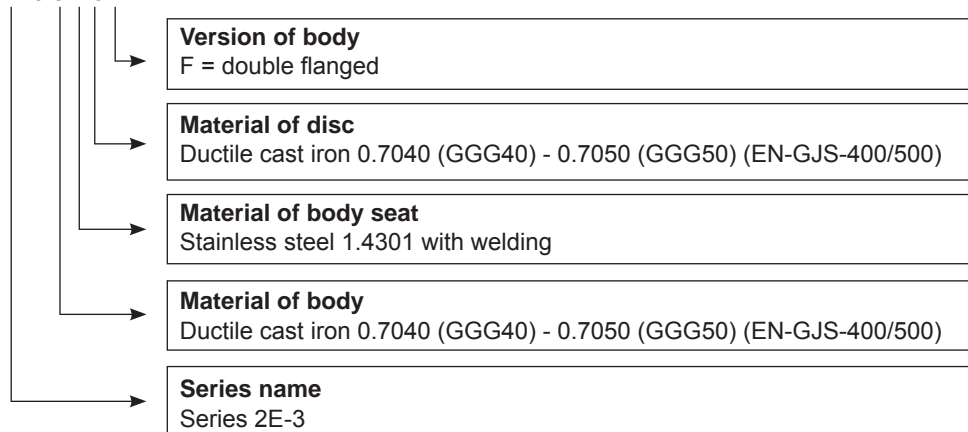 Version of body
F = double flanged
Material of disc
Ductile cast iron 0.7040 (GGG40) - 0.7050 (GGG50) (EN-GJS-400/500)
Material of body seat
Stainless steel 1.4301 with welding
Material of body
Ductile cast iron 0.7040 (GGG40) - 0.7050 (GGG50) (EN-GJS-400/500)
Series name
Series 2E-3